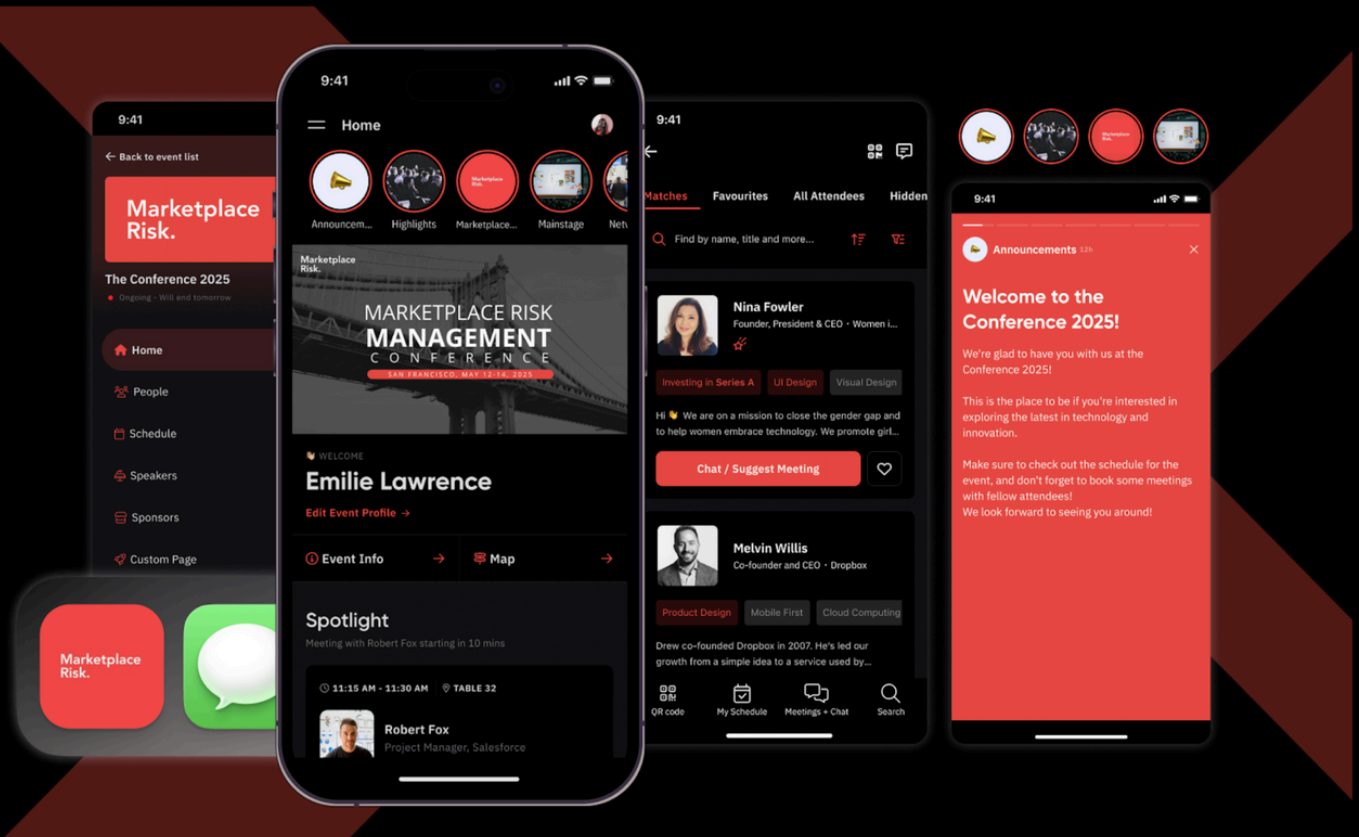 9:41
Back to event list
Marketplace
Risk.
The Conference 2025
Ongoing - Will end tomorrow
Home
People
Schedule
Speakers
Sponsors
Custom Page
Marketplace
Risk.
9:41
Home
Marketplace
Risk.
Announcem...
Highlights
Marketplace...
Mainstage
Netv
Marketplace
Risk.
MARKETPLACE RISK
MANAGEMENT
CONFERENCE
SAN FRANCISCO, MAY 12-14, 2025
👋🏼 WELCOME
Emilie Lawrence
Edit Event Profile →
Event Info →
Map →
Spotlight
Meeting with Robert Fox starting in 10 mins
11:15 AM - 11:30 AM
TABLE 32
Robert Fox
Project Manager, Salesforce
9:41
Matches
Favourites
All Attendees
Hidden
Find by name, title and more...
Nina Fowler
Founder, President & CEO · Women i...
Investing in Series A
UI Design
Visual Design
Hi 👋 We are on a mission to close the gender gap and
to help women embrace technology. We promote girl...
Chat / Suggest Meeting
Melvin Willis
Co-founder and CEO · Dropbox
Product Design
Mobile First
Cloud Computing
Drew co-founded Dropbox in 2007. He's led our
growth from a simple idea to a service used by...
QR code
My Schedule
Meetings + Chat
Search
Marketplace
Risk.
9:41
Announcements 12h
Welcome to the
Conference 2025!
We're glad to have you with us at the
Conference 2025!
This is the place to be if you're interested in
exploring the latest in technology and
innovation.
Make sure to check out the schedule for the
event, and don't forget to book some meetings
with fellow attendees!
We look forward to seeing you around!